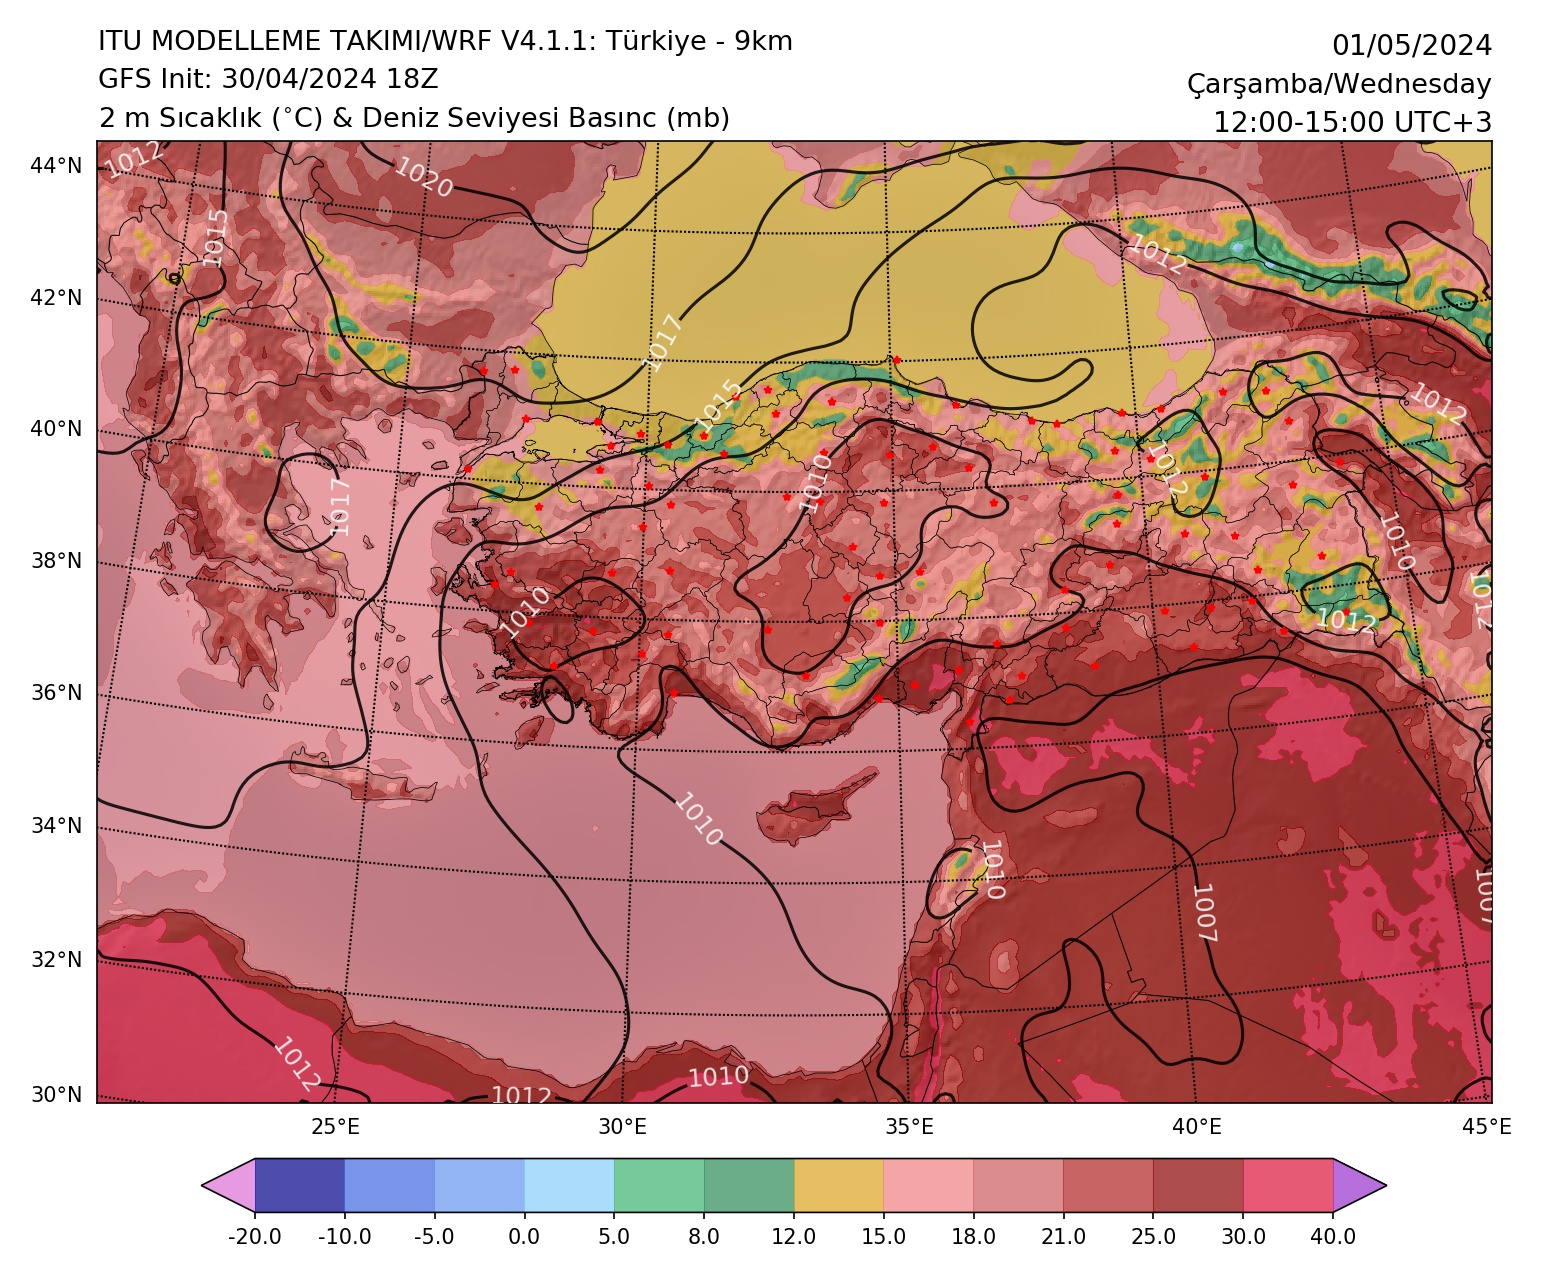 ITU MODELLEME TAKIMI/WRF V4.1.1: Türkiye - 9km
GFS Init: 30/04/2024 18Z
2 m Sıcaklık (°C) & Deniz Seviyesi Basınc (mb)
01/05/2024
Çarşamba/Wednesday
12:00-15:00 UTC+3
44°N
42°N
40°N
38°N
36°N
34°N
32°N
30°N
1012
1020
1015
1012
1017
1015
1012
1017
1010
1012
1010
1010
1012
1012
1010
1010
1007
1007
1012
1012
1010
25°E
30°E
35°E
40°E
45°E
-20.0
-10.0
-5.0
0.0
5.0
8.0
12.0
15.0
18.0
21.0
25.0
30.0
40.0